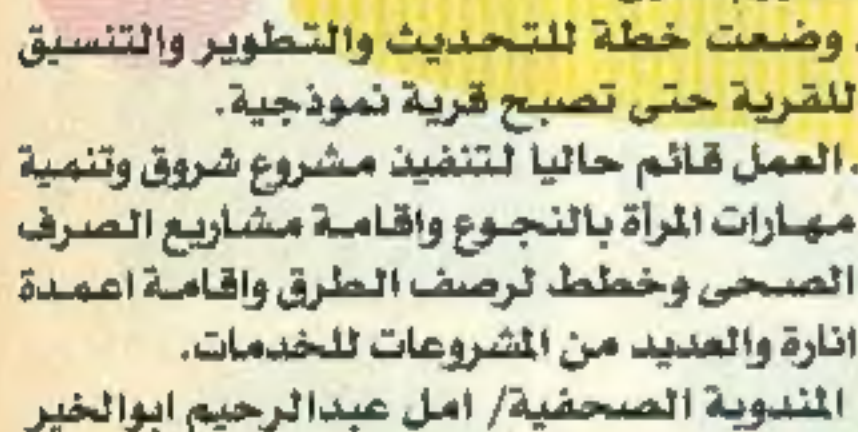 . وضعت خطة للتحديث والتطوير والتنسيق
للقرية حتى تصبح قرية نموذجية.
. العمل قائم حاليا لتنفيذ مشروع شروق وتنمية
مهارات المرأة بالنجوع واقامة مشاريع الصرف
الصحى وخطط لرصف الطرق واقامة اعمدة
انارة والعديد من المشروعات للخدمات.
المندوبة الصحفية/ امل عبدالرحيم ابوالخير